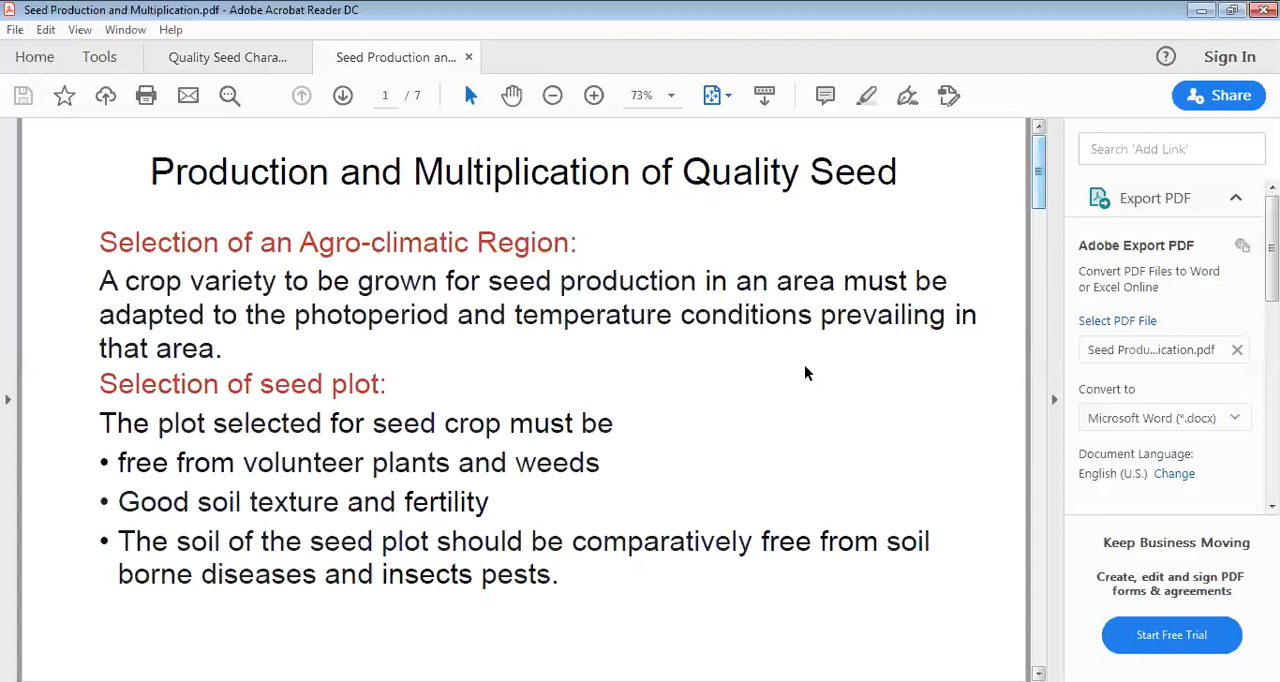 Seed Production and Multiplication.pdf - Adobe Acrobat Reader DC
File Edit View Window Help
Home Tools Quality Seed Chara... Seed Production an... × Sign In
1 / 7 73% Share
Production and Multiplication of Quality Seed
Selection of an Agro-climatic Region:
A crop variety to be grown for seed production in an area must be
adapted to the photoperiod and temperature conditions prevailing in
that area.
Selection of seed plot:
The plot selected for seed crop must be
• free from volunteer plants and weeds
• Good soil texture and fertility
• The soil of the seed plot should be comparatively free from soil
borne diseases and insects pests.
Search 'Add Link'
Export PDF
Adobe Export PDF
Convert PDF Files to Word
or Excel Online
Select PDF File
Seed Produ...ication.pdf
Convert to
Microsoft Word (*.docx)
Document Language:
English (U.S.) Change
Keep Business Moving
Create, edit and sign PDF
forms & agreements
Start Free Trial